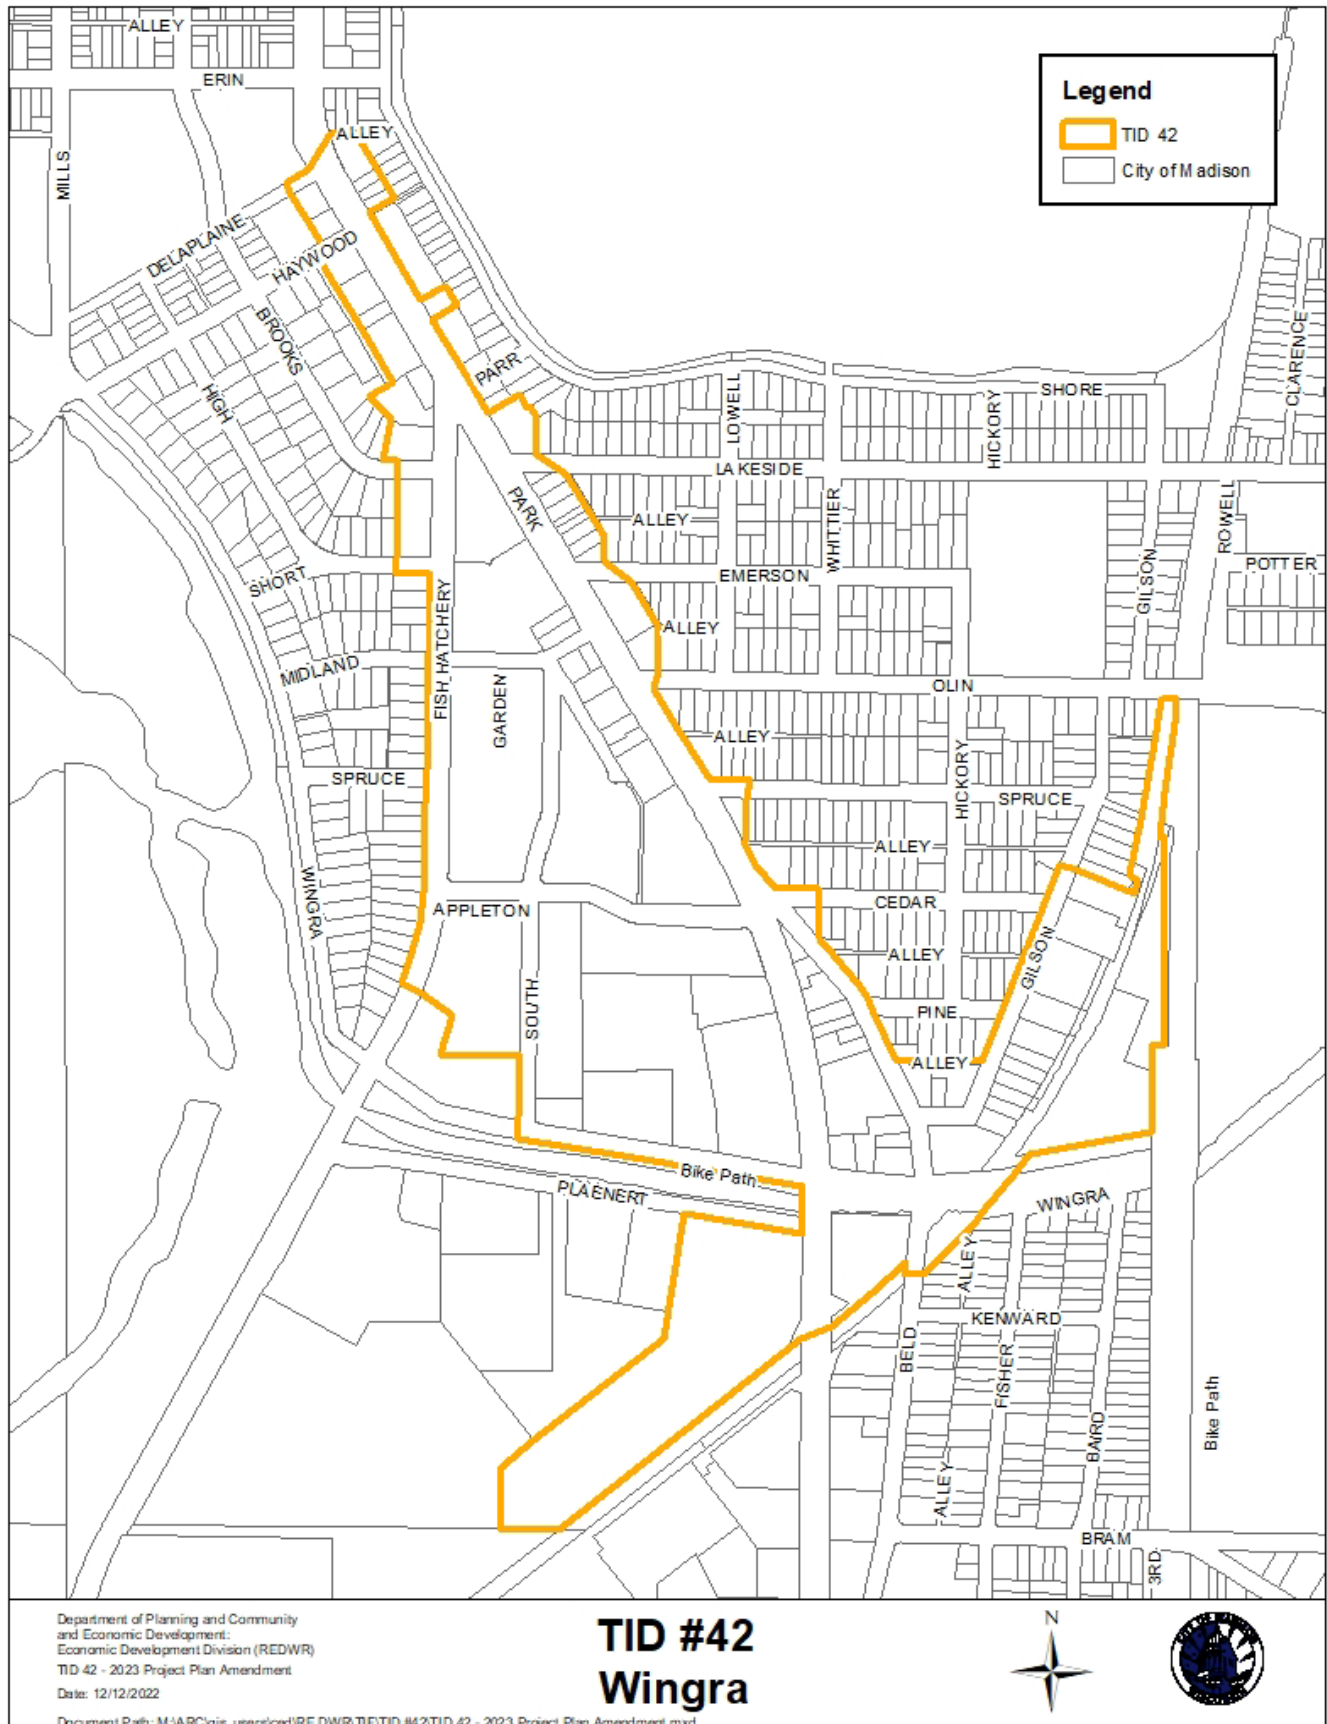 ALLEY
ERIN
Legend
TID 42
City of Madison
ALLEY
MILLS
DELAPLAINE
HAYWOOD
BROOKS
CLARENCE
PARR
HIGH
LOWELL
HICKORY
SHORE
LAKESIDE
PARK
ALLEY
WHITTIER
ROWELL
EMERSON
GILSON
POTTER
SHORT
FISH HATCHERY
ALLEY
MIDLAND
OLIN
GARDEN
ALLEY
SPRUCE
HICKORY
SPRUCE
ALLEY
WINGRA
APPLETON
CEDAR
ALLEY
GILSON
SOUTH
PINE
ALLEY
Bike Path
PLAENERT
WINGRA
ALLEY
KENWARD
BELD
FISHER
Bike Path
BAIRD
ALLEY
BRAM
3RD
Department of Planning and Community
and Economic Development:
Economic Development Division (REDWR)
TID 42 - 2023 Project Plan Amendment
Date: 12/12/2022
TID #42
Wingra
N